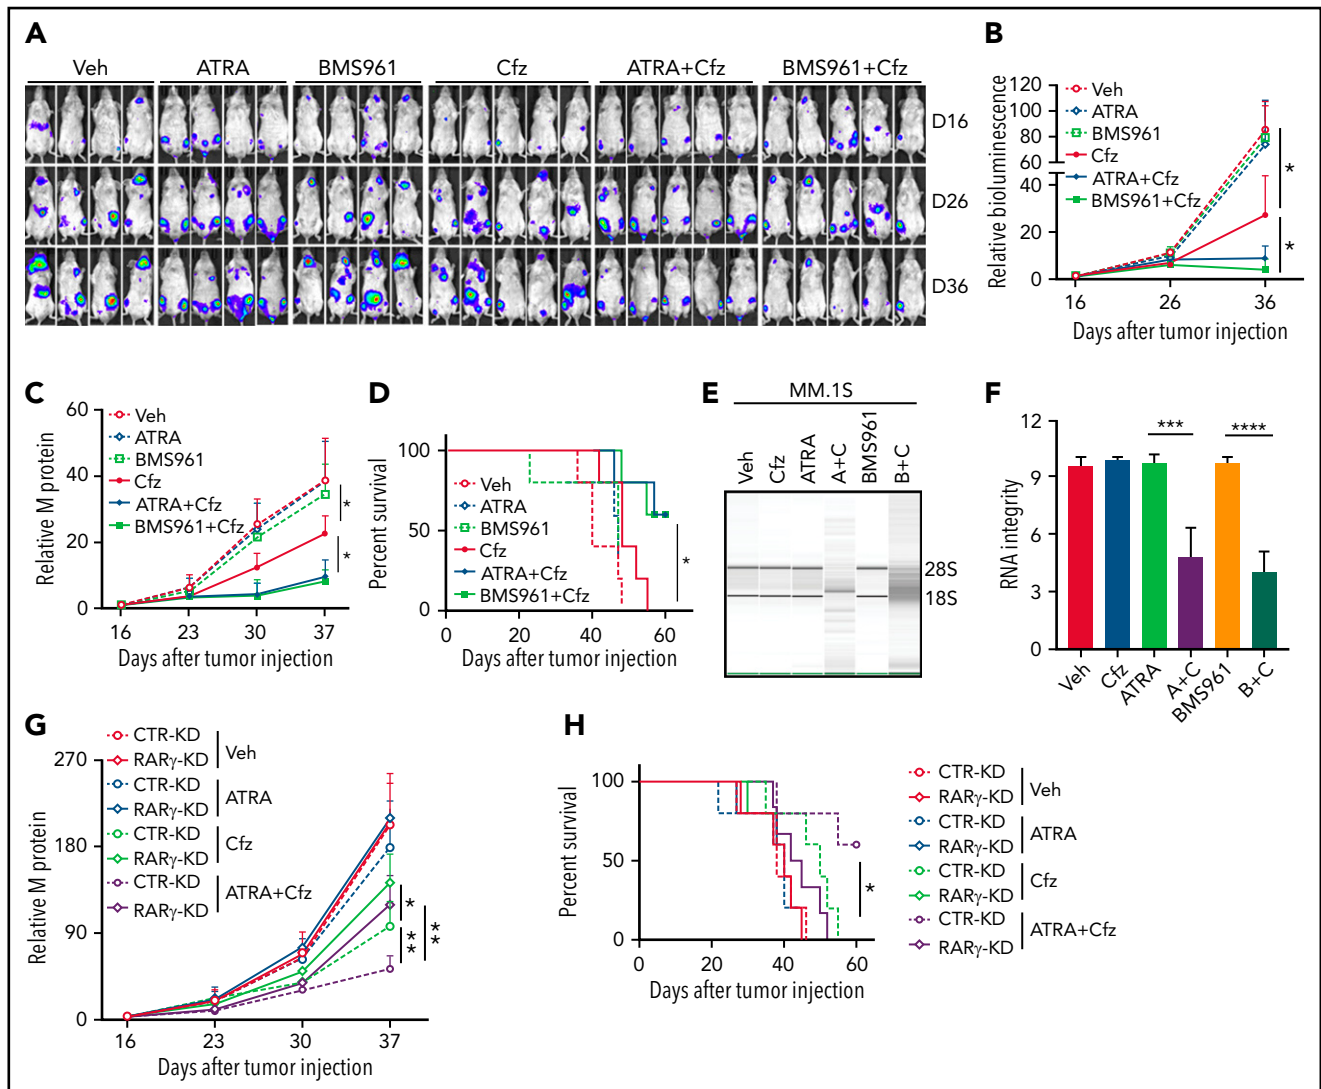 A
Veh ATRA BMS961 Cfz ATRA+Cfz BMS961+Cfz
D16
D26
D36
B
Relative bioluminescence
120
100
80
60
40
20
0
Veh
ATRA
BMS961
Cfz
ATRA+Cfz
BMS961+Cfz
*
*
16 26 36
Days after tumor injection
C
Relative M protein
60
40
20
0
Veh
ATRA
BMS961
Cfz
ATRA+Cfz
BMS961+Cfz
*
*
16 23 30 37
Days after tumor injection
D
Percent survival
100
50
0
Veh
ATRA
BMS961
Cfz
ATRA+Cfz
BMS961+Cfz
*
0 20 40 60
Days after tumor injection
E
MM.1S
Veh Cfz ATRA A+C BMS961 B+C
28S
18S
F
RNA integrity
12
9
6
3
0
*** ****
Veh Cfz ATRA A+C BMS961 B+C
G
Relative M protein
270
180
90
0
CTR-KD
RARγ-KD
Veh
CTR-KD
RARγ-KD
ATRA
CTR-KD
RARγ-KD
Cfz
CTR-KD
RARγ-KD
ATRA+Cfz
*
**
**
16 23 30 37
Days after tumor injection
H
Percent survival
100
50
0
*
0 20 40 60
Days after tumor injection
CTR-KD
RARγ-KD
Veh
CTR-KD
RARγ-KD
ATRA
CTR-KD
RARγ-KD
Cfz
CTR-KD
RARγ-KD
ATRA+Cfz